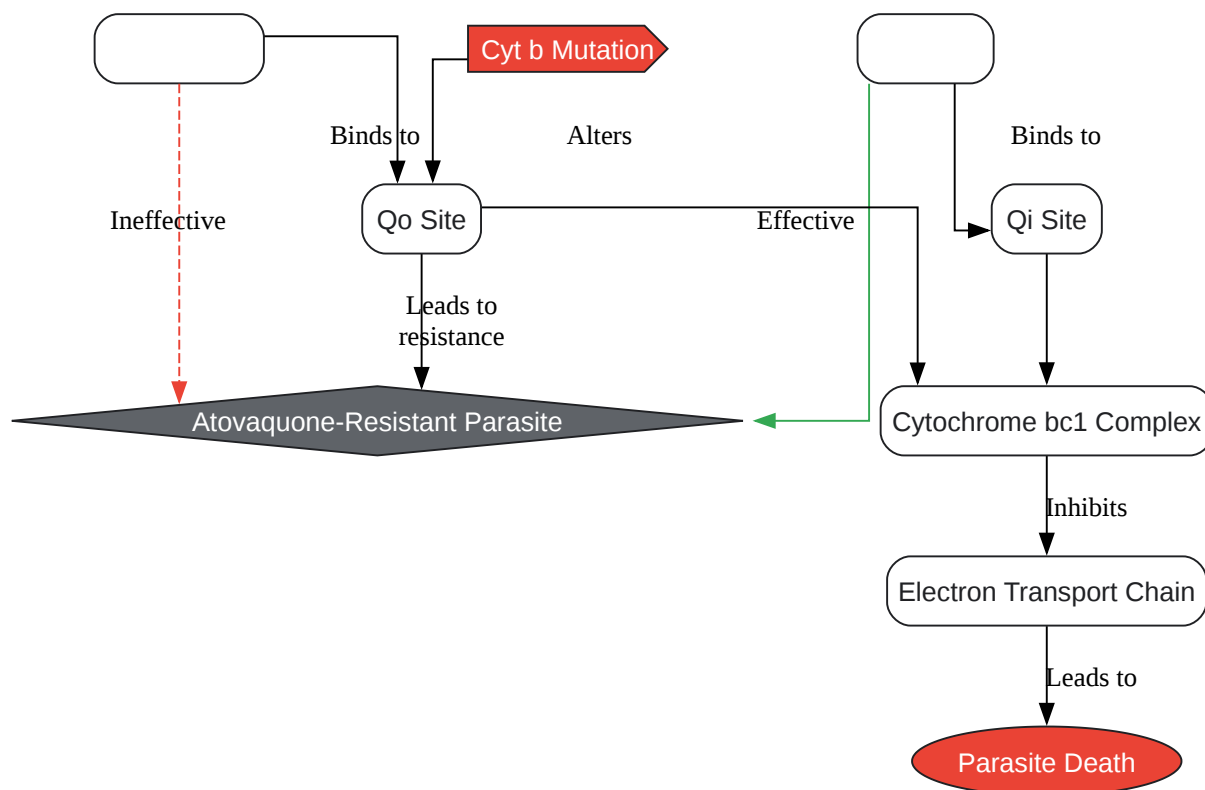 Cyt b Mutation
Binds to
Alters
Binds to
Ineffective
Qo Site
Effective
Qi Site
Leads to
resistance
Atovaquone-Resistant Parasite
Cytochrome bc1 Complex
Inhibits
Electron Transport Chain
Leads to
Parasite Death